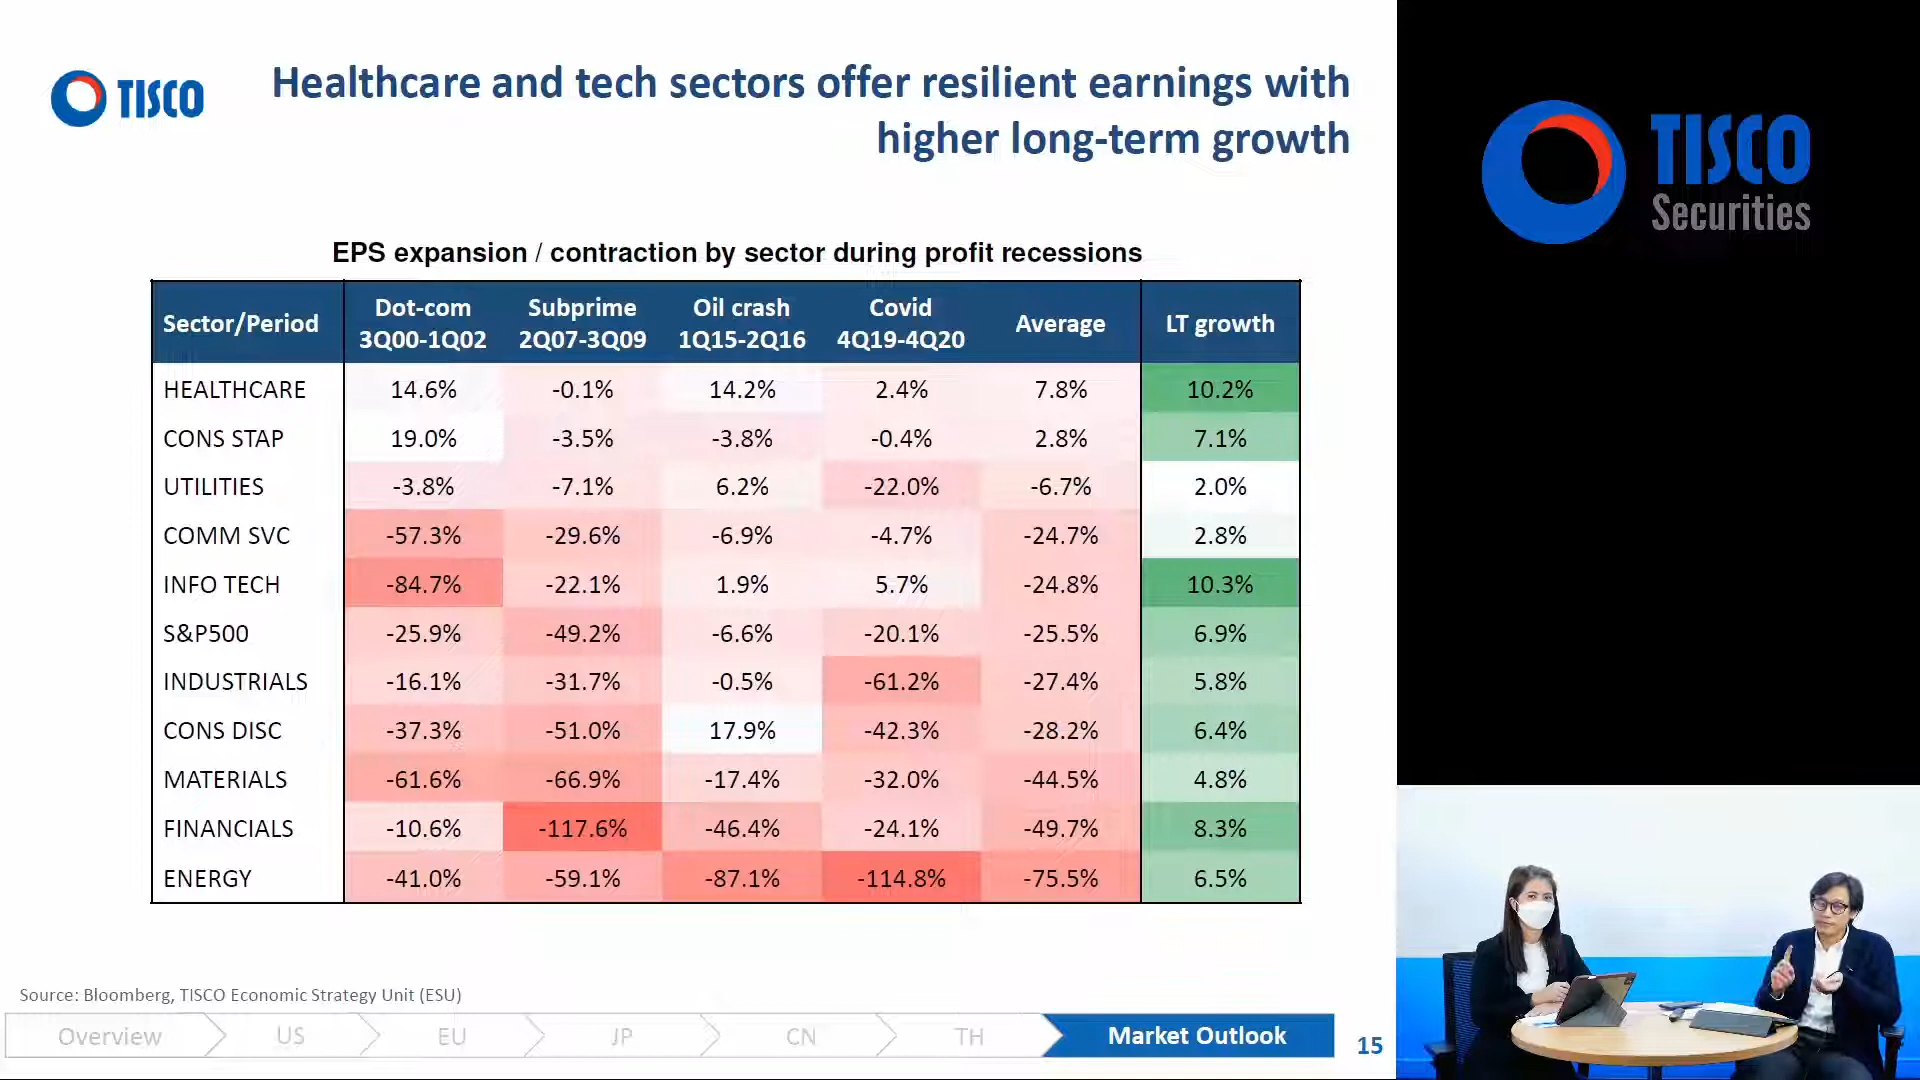 TISCO
Healthcare and tech sectors offer resilient earnings with
higher long-term growth
TISCO
Securities
EPS expansion / contraction by sector during profit recessions
Sector/Period Dot-com 3Q00-1Q02 Subprime 2Q07-3Q09 Oil crash 1Q15-2Q16 Covid 4Q19-4Q20 Average LT growth
HEALTHCARE 14.6% -0.1% 14.2% 2.4% 7.8% 10.2%
CONS STAP 19.0% -3.5% -3.8% -0.4% 2.8% 7.1%
UTILITIES -3.8% -7.1% 6.2% -22.0% -6.7% 2.0%
COMM SVC -57.3% -29.6% -6.9% -4.7% -24.7% 2.8%
INFO TECH -84.7% -22.1% 1.9% 5.7% -24.8% 10.3%
S&P500 -25.9% -49.2% -6.6% -20.1% -25.5% 6.9%
INDUSTRIALS -16.1% -31.7% -0.5% -61.2% -27.4% 5.8%
CONS DISC -37.3% -51.0% 17.9% -42.3% -28.2% 6.4%
MATERIALS -61.6% -66.9% -17.4% -32.0% -44.5% 4.8%
FINANCIALS -10.6% -117.6% -46.4% -24.1% -49.7% 8.3%
ENERGY -41.0% -59.1% -87.1% -114.8% -75.5% 6.5%
Source: Bloomberg, TISCO Economic Strategy Unit (ESU)
Overview US EU JP CN TH Market Outlook 15